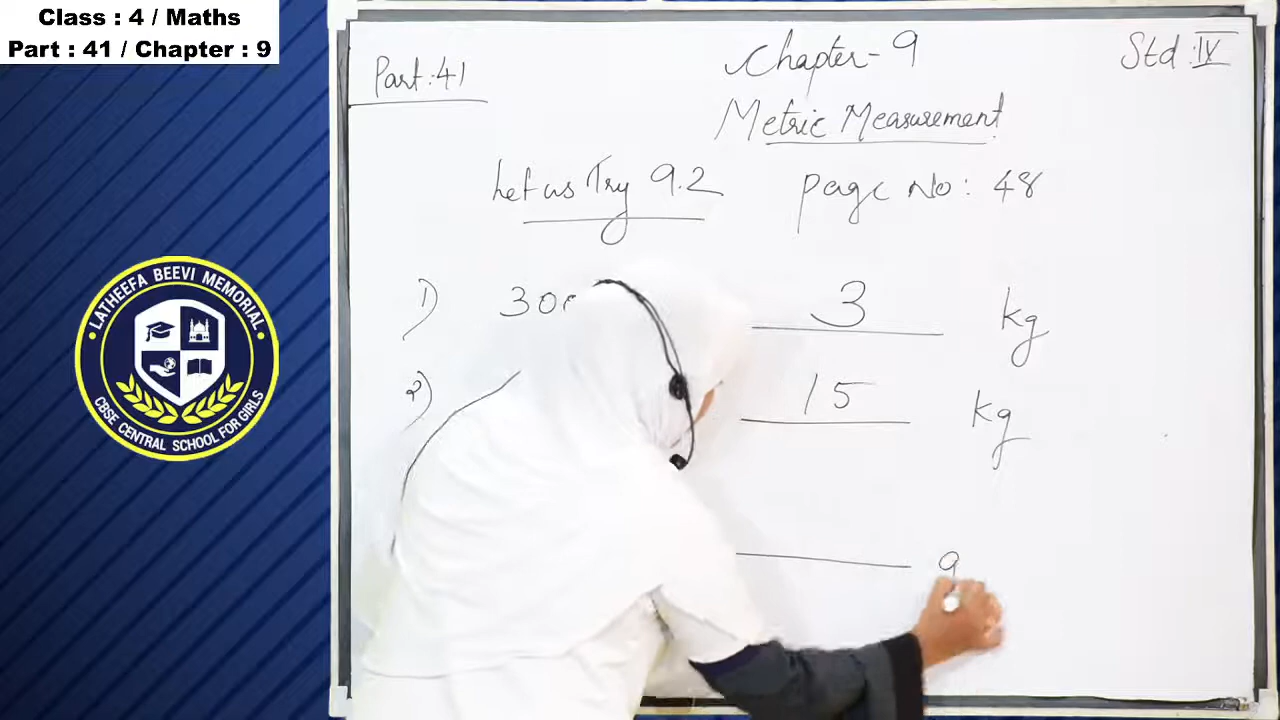 Class : 4 / Maths
Part : 41 / Chapter : 9
Part:41
Chapter-9
Std:IV
Metric Measurement
Let us Try 9.2 Page No: 48
1) 300 3 kg
2) 15 kg
g
LATHEEFA BEEVI MEMORIAL
CBSE CENTRAL SCHOOL FOR GIRLS